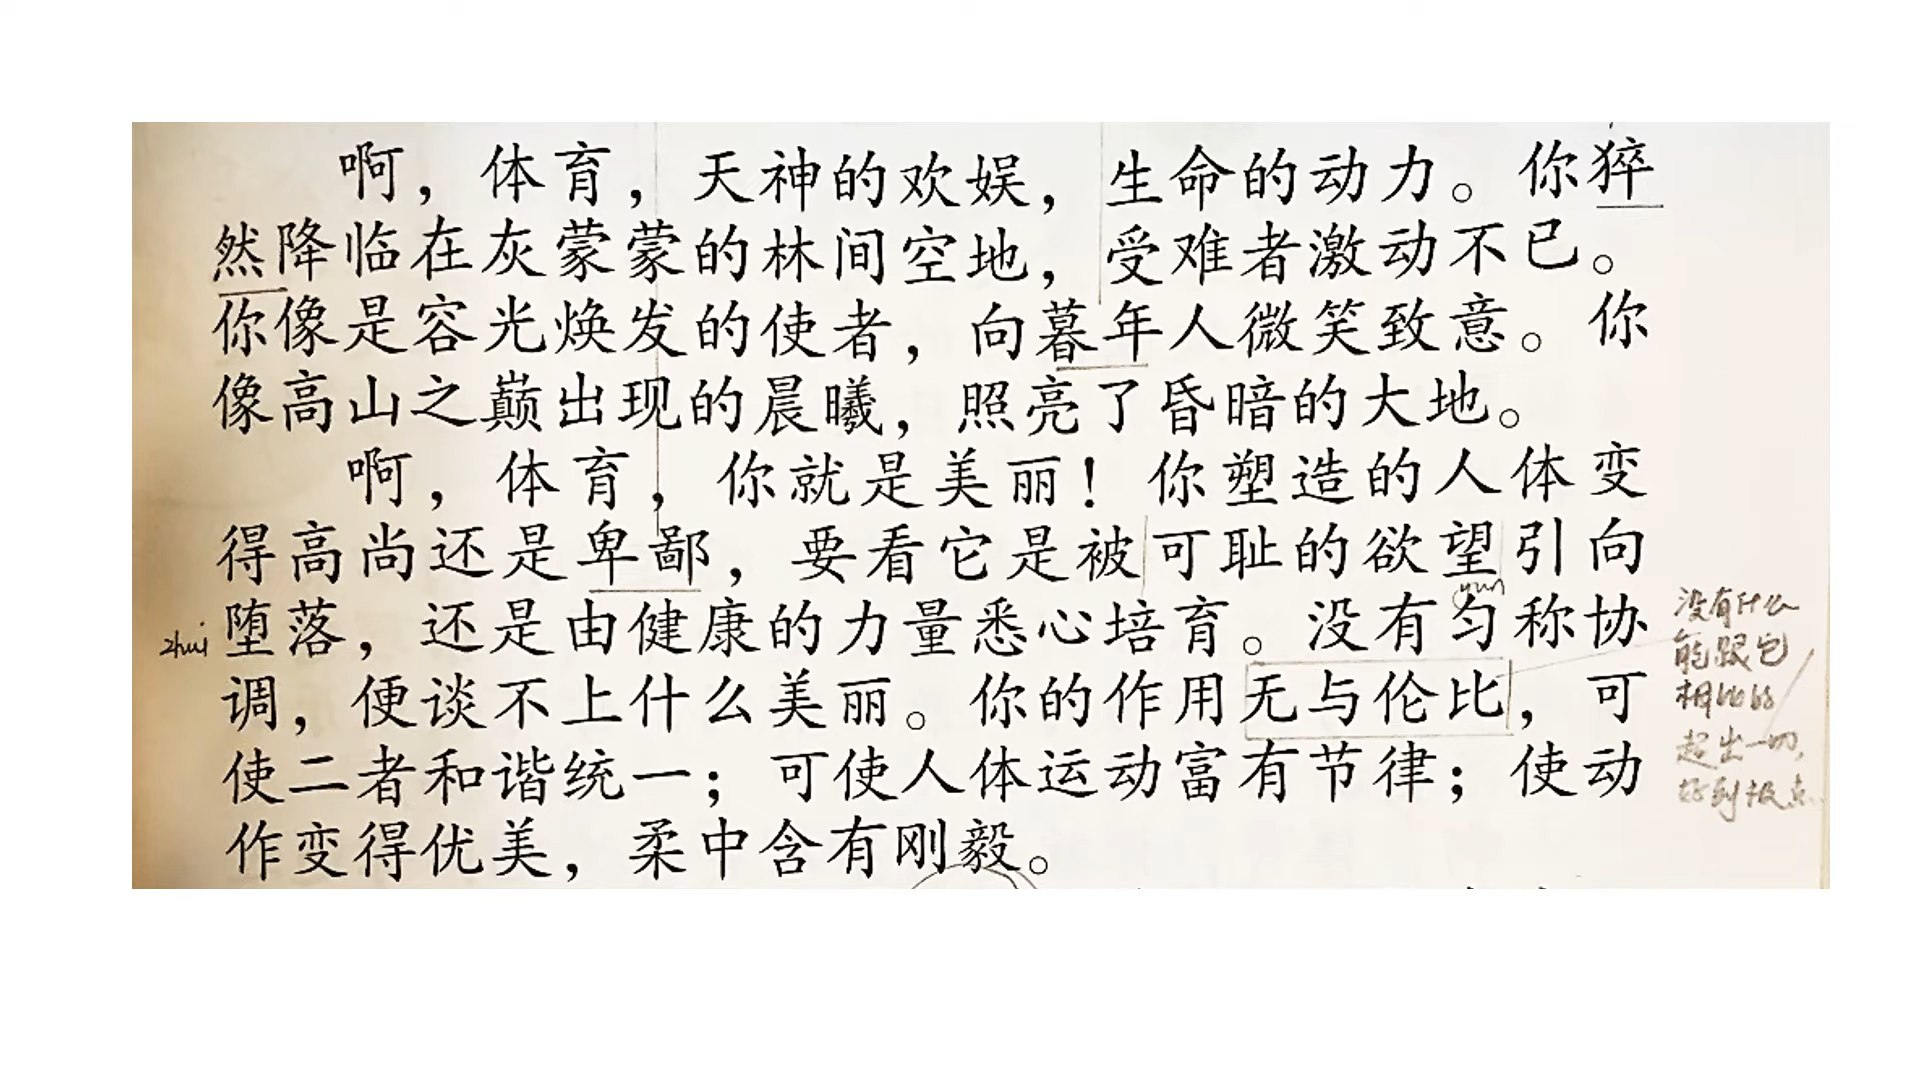 啊，体育，天神的欢娱，生命的动力。你猝
然降临在灰蒙蒙的林间空地，受难者激动不已。
你像是容光焕发的使者，向暮年人微笑致意。你
像高山之巅出现的晨曦，照亮了昏暗的大地。
啊，体育，你就是美丽！你塑造的人体变
得高尚还是卑鄙，要看它是被可耻的欲望引向
yún
zhuì
堕落，还是由健康的力量悉心培育。没有匀称协
调，便谈不上什么美丽。你的作用无与伦比，可
使二者和谐统一；可使人体运动富有节律；使动
作变得优美，柔中含有刚毅。
没有什么
能跟它
相比的
超出一切，
好到极点